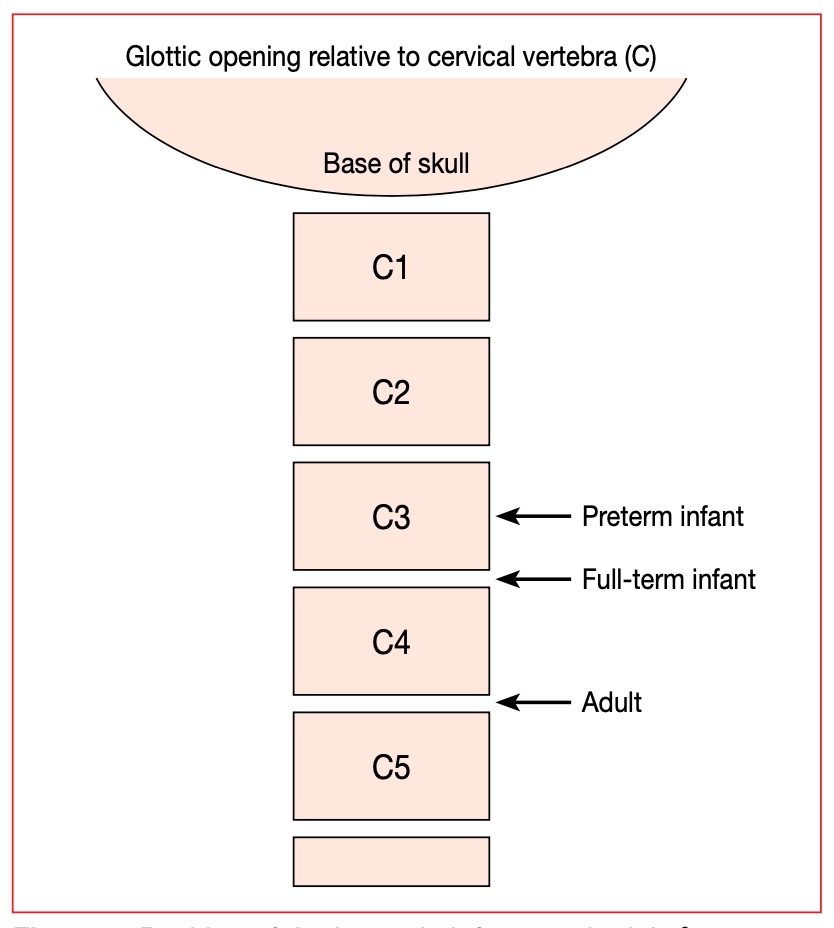 Glottic opening relative to cervical vertebra (C)
Base of skull
C1
C2
C3
Preterm infant
Full-term infant
C4
Adult
C5